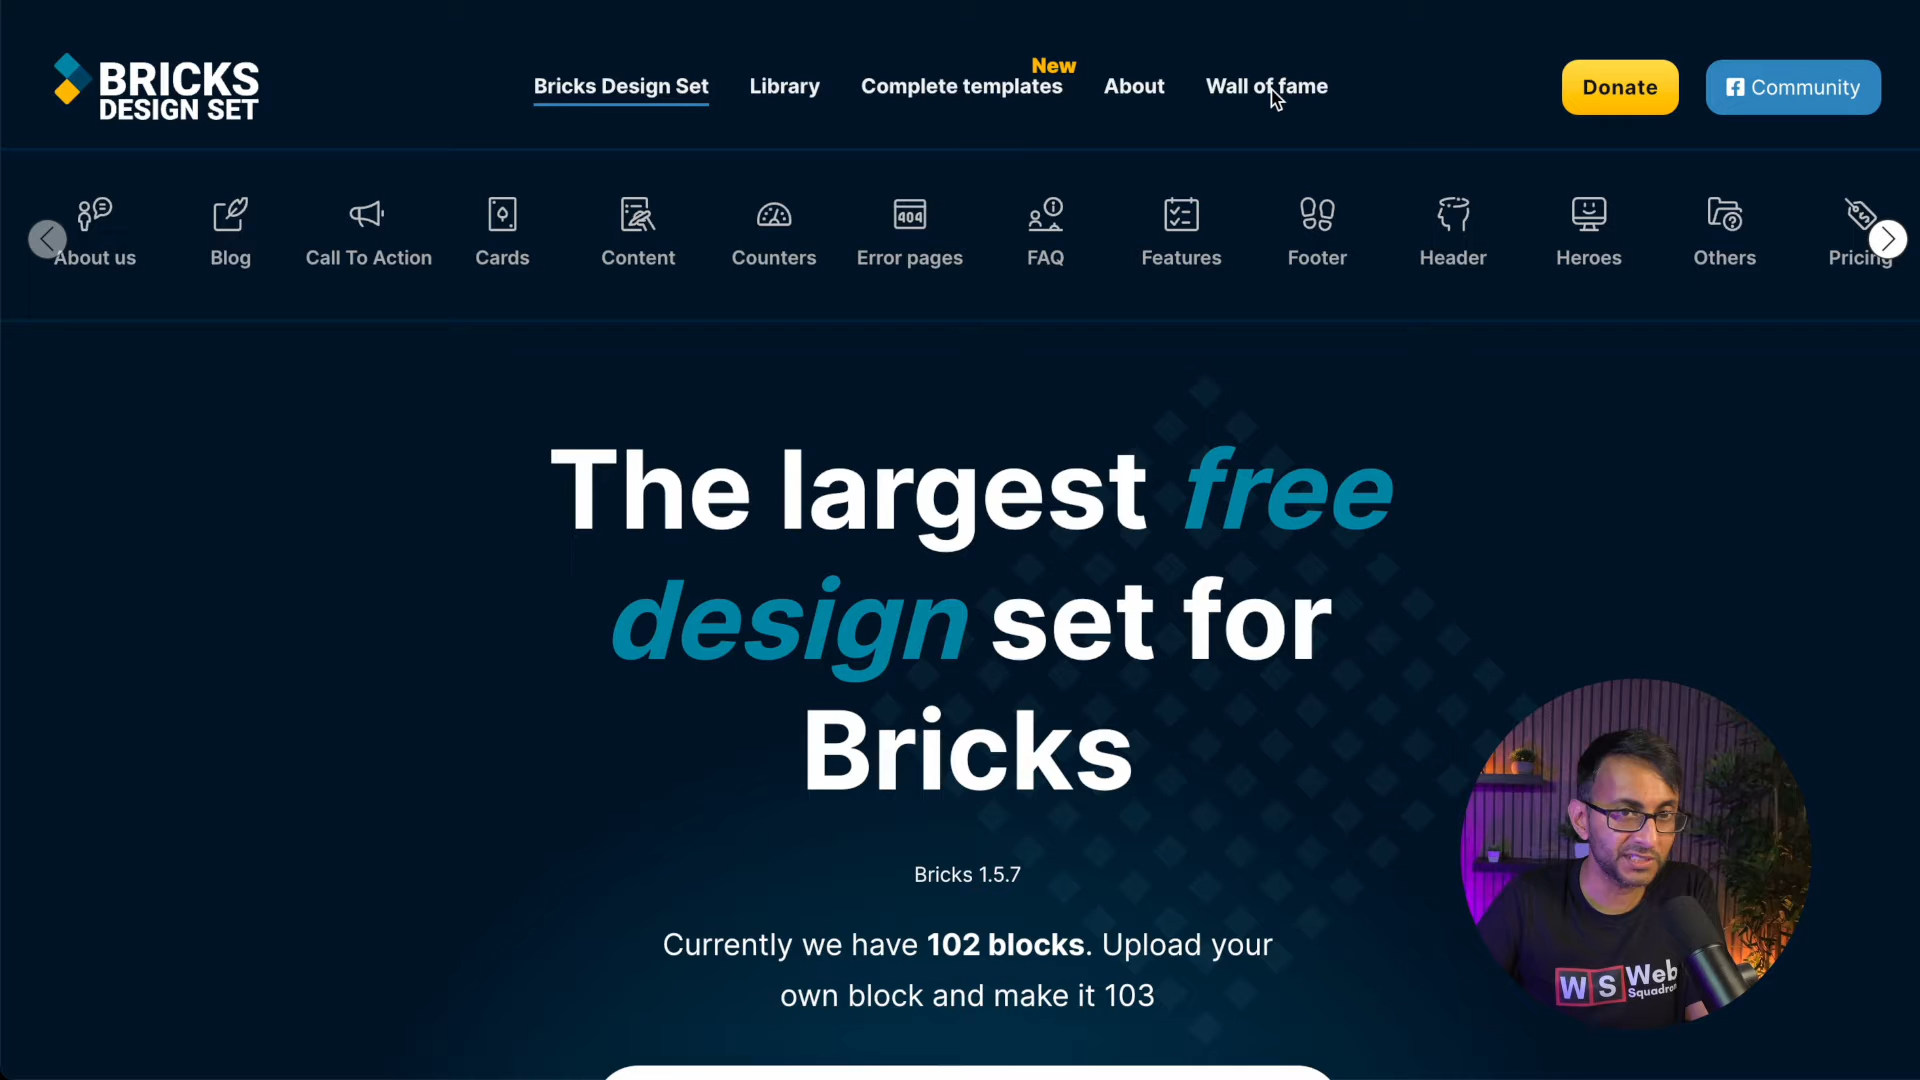 BRICKS
DESIGN SET
Bricks Design Set
Library
Complete templates
New
About
Wall of fame
Donate
Community
About us
Blog
Call To Action
Cards
Content
Counters
404
Error pages
FAQ
Features
Footer
Header
Heroes
Others
Pricing
The largest free
design set for
Bricks
Bricks 1.5.7
Currently we have 102 blocks. Upload your
own block and make it 103
W S Web
Squadron